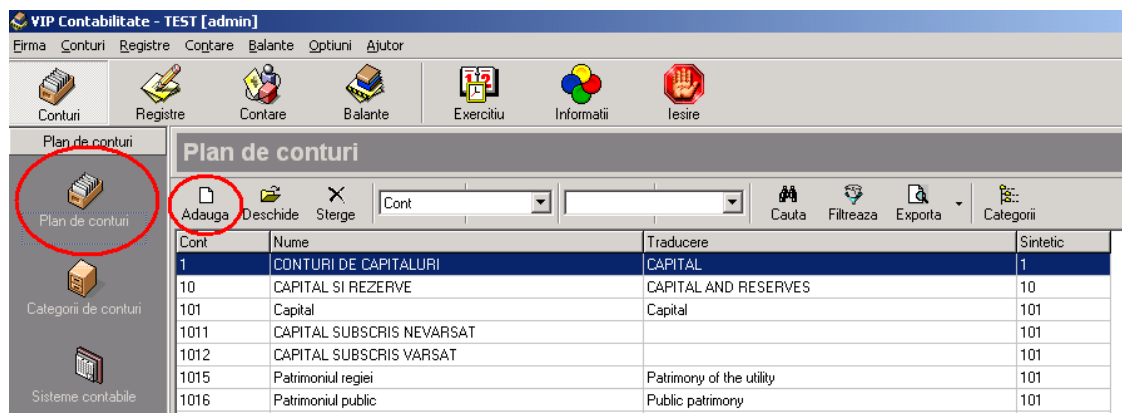 VIP Contabilitate - TEST [admin]
Firma Conturi Registre Contare Balante Optiuni Ajutor
Conturi Registre Contare Balante Exercitiu Informatii Iesire
Plan de conturi
Plan de conturi
Adauga Deschide Sterge Cont Cauta Filtreaza Exporta Categorii
Plan de conturi
Categorii de conturi
Sisteme contabile
Cont Nume Traducere Sintetic
1 CONTURI DE CAPITALURI CAPITAL 1
10 CAPITAL SI REZERVE CAPITAL AND RESERVES 10
101 Capital Capital 101
1011 CAPITAL SUBSCRIS NEVARSAT 101
1012 CAPITAL SUBSCRIS VARSAT 101
1015 Patrimoniul regiei Patrimony of the utility 101
1016 Patrimoniul public Public patrimony 101